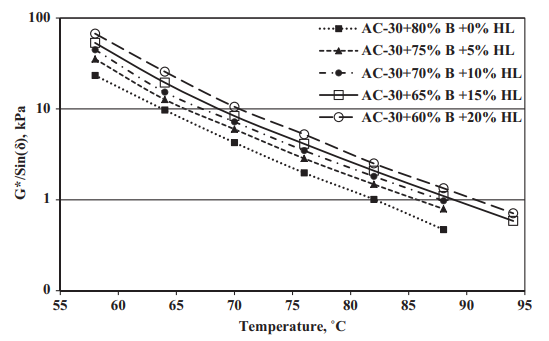 100
10
1
0
G*/Sin(δ), kPa
AC-30+80% B +0% HL
AC-30+75% B +5% HL
AC-30+70% B +10% HL
AC-30+65% B +15% HL
AC-30+60% B +20% HL
55 60 65 70 75 80 85 90 95
Temperature, ˚C